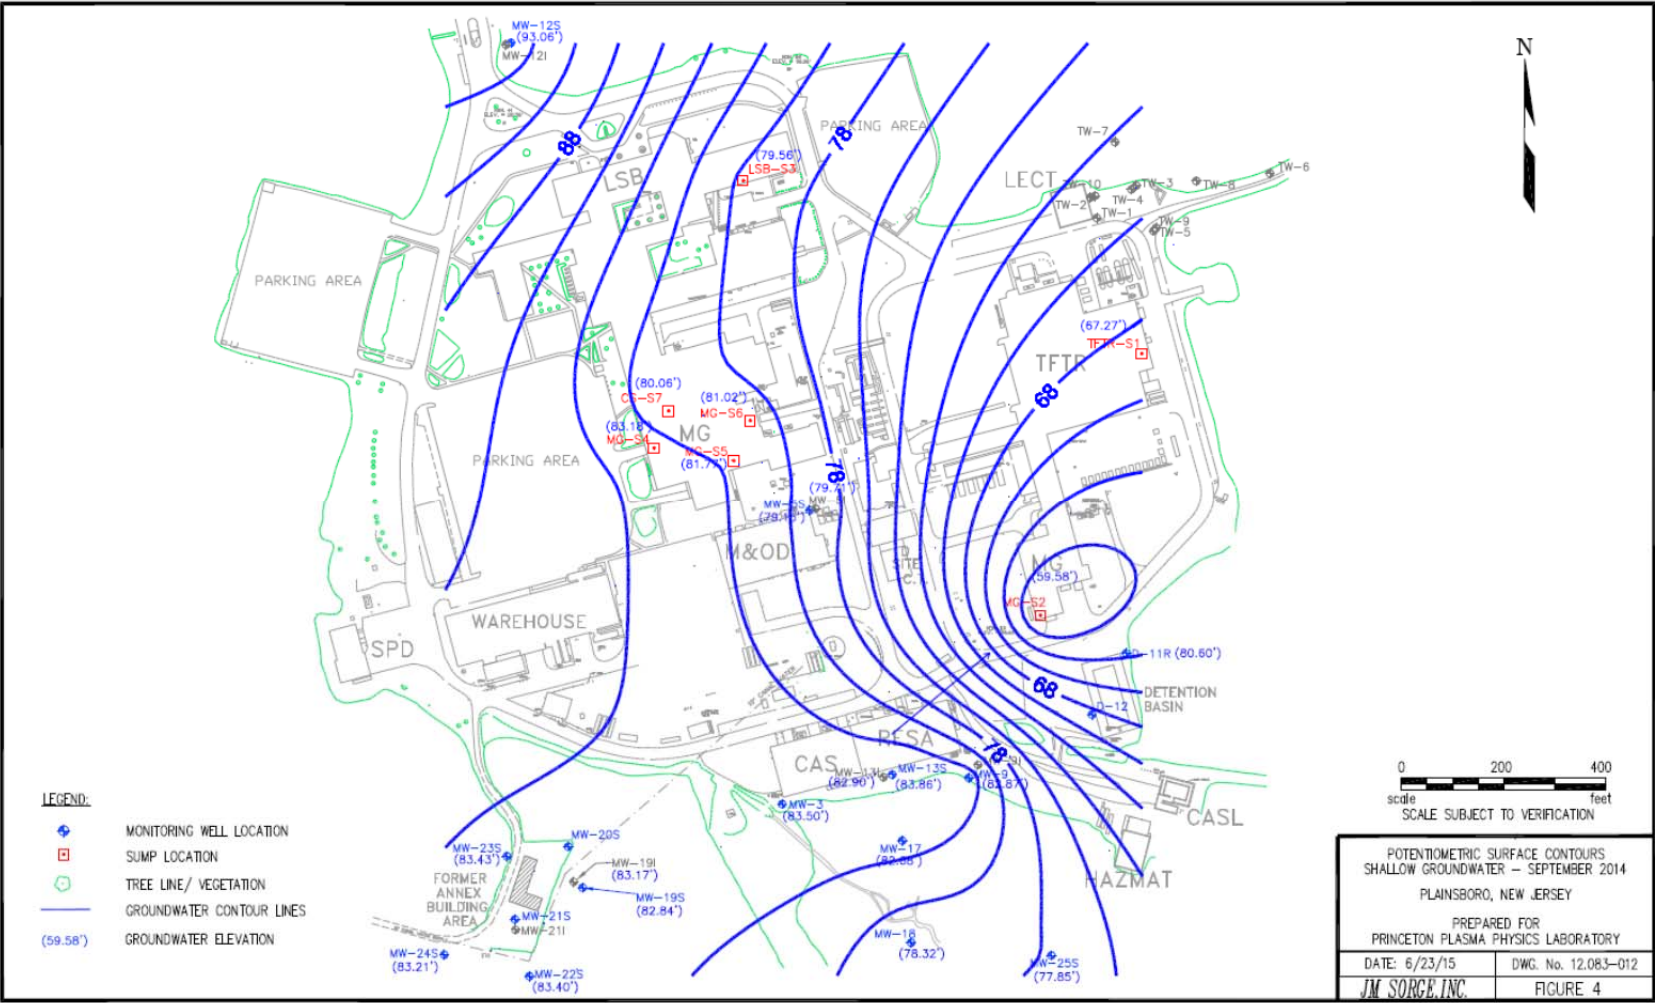 MW-12S
(93.06')
MW-12I
N
88
78
PARKING AREA
TW-7
(79.56')
LSB-S3
LSB
LECT
TW-10
TW-3
TW-8
TW-6
TW-2
TW-4
TW-1
TW-9
TW-5
PARKING AREA
(67.27')
TFTR-S1
TFTR
68
(80.06')
CS-S7
(81.02')
MG-S6
(83.18')
MG-S4
MG
MG-S5
PARKING AREA
78
(79.71')
M&OD
SITE
MG
(59.58')
MG-S2
WAREHOUSE
SPD
D-11R (80.60')
68
DETENTION
BASIN
D-12
RESA
78
CAS
MW-13I
(82.90')
MW-13S
(83.86')
MW-9
(82.87')
MW-3
(83.50')
CASL
MW-17
HAZMAT
MW-20S
MW-23S
(83.43')
MW-19I
(83.17')
MW-19S
(82.84')
FORMER
ANNEX
BUILDING
AREA
MW-21S
MW-21I
MW-24S
(83.21')
MW-22S
(83.40')
MW-18
(78.32')
MW-25S
(77.85')
LEGEND:
MONITORING WELL LOCATION
SUMP LOCATION
TREE LINE/ VEGETATION
GROUNDWATER CONTOUR LINES
(59.58') GROUNDWATER ELEVATION
0 200 400
scale feet
SCALE SUBJECT TO VERIFICATION
POTENTIOMETRIC SURFACE CONTOURS
SHALLOW GROUNDWATER – SEPTEMBER 2014
PLAINSBORO, NEW JERSEY
PREPARED FOR
PRINCETON PLASMA PHYSICS LABORATORY
DATE: 6/23/15
DWG. No. 12.083-012
JM SORGE,INC.
FIGURE 4